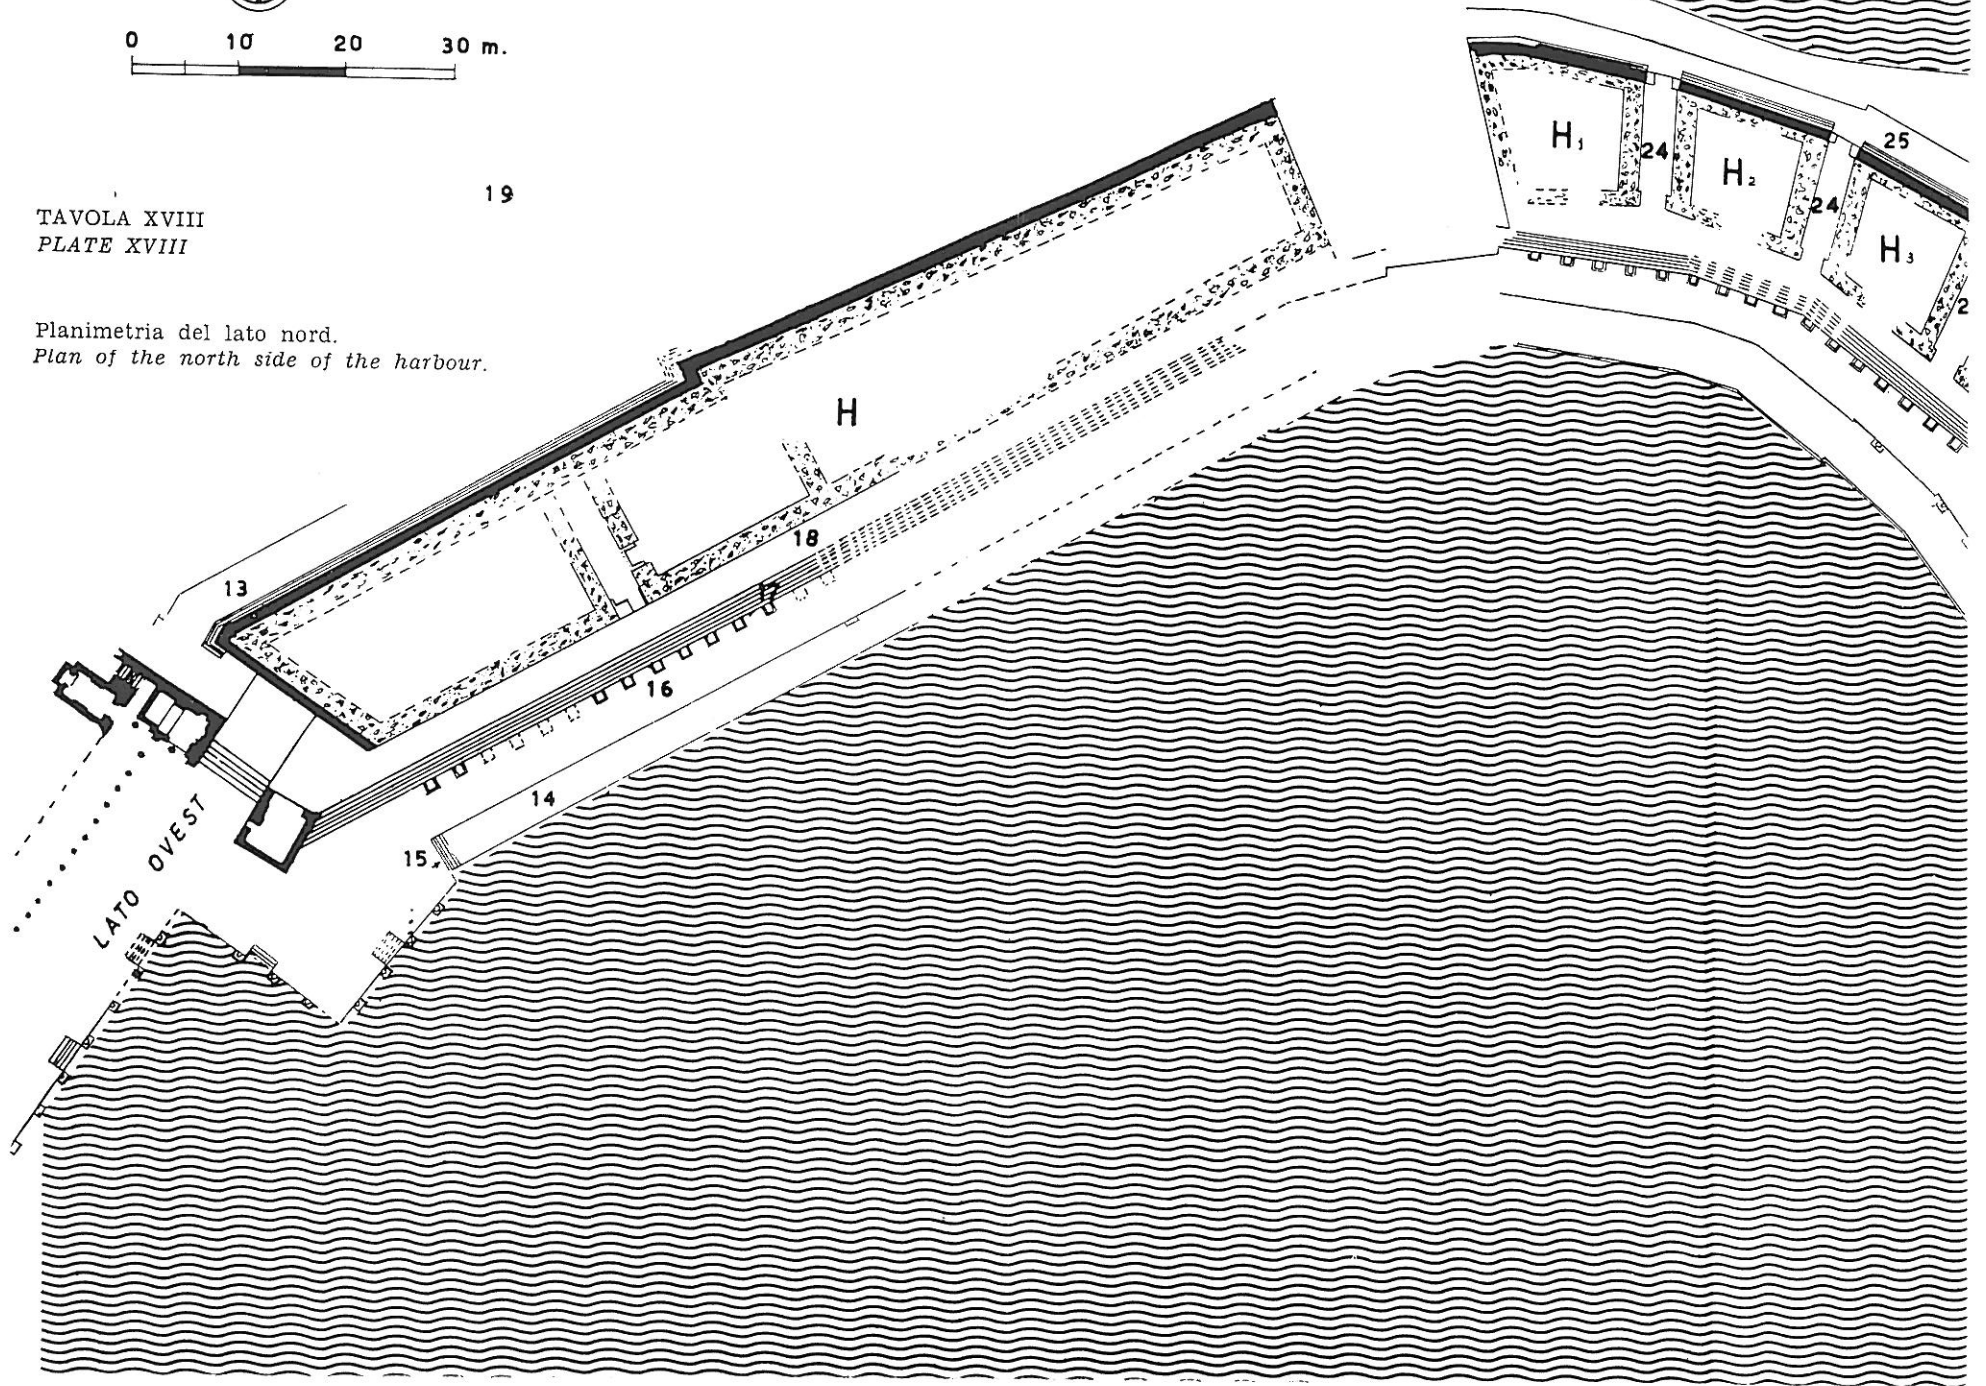 0 10 20 30 m.
19
TAVOLA XVIII
PLATE XVIII
Planimetria del lato nord.
Plan of the north side of the harbour.
H₁
24
H₂
24
25
H₃
2
H
18
17
13
16
14
15
LATO OVEST